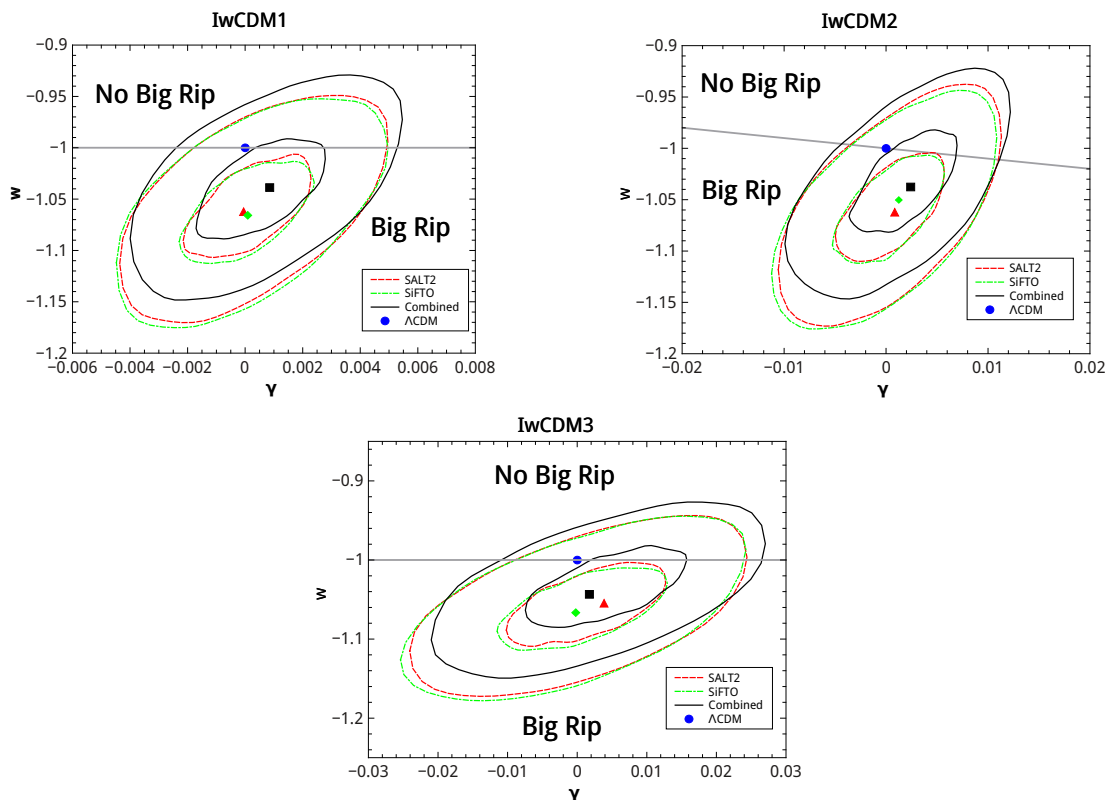 IwCDM1
−0.9
−0.95
−1
−1.05
−1.1
−1.15
−1.2
w
No Big Rip
Big Rip
SALT2
SiFTO
Combined
ΛCDM
−0.006
−0.004
−0.002
0
0.002
0.004
0.006
0.008
γ
IwCDM2
−0.9
−0.95
−1
−1.05
−1.1
−1.15
−1.2
w
No Big Rip
Big Rip
SALT2
SiFTO
Combined
ΛCDM
−0.02
−0.01
0
0.01
0.02
γ
IwCDM3
−0.9
−1
−1.1
−1.2
w
No Big Rip
Big Rip
SALT2
SiFTO
Combined
ΛCDM
−0.03
−0.02
−0.01
0
0.01
0.02
0.03
γ